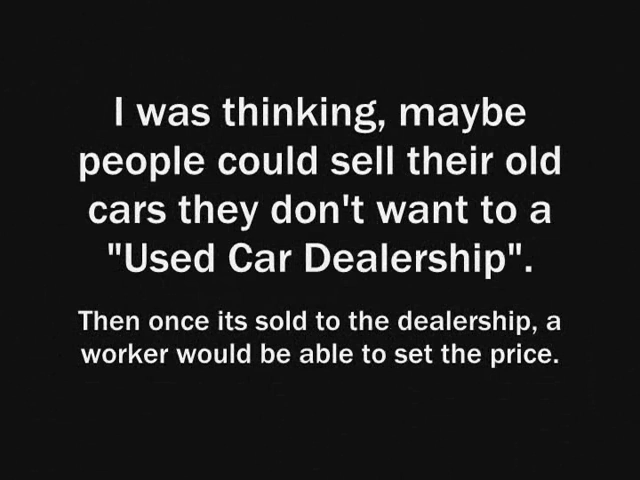 I was thinking, maybe
people could sell their old
cars they don't want to a
"Used Car Dealership".
Then once its sold to the dealership, a
worker would be able to set the price.